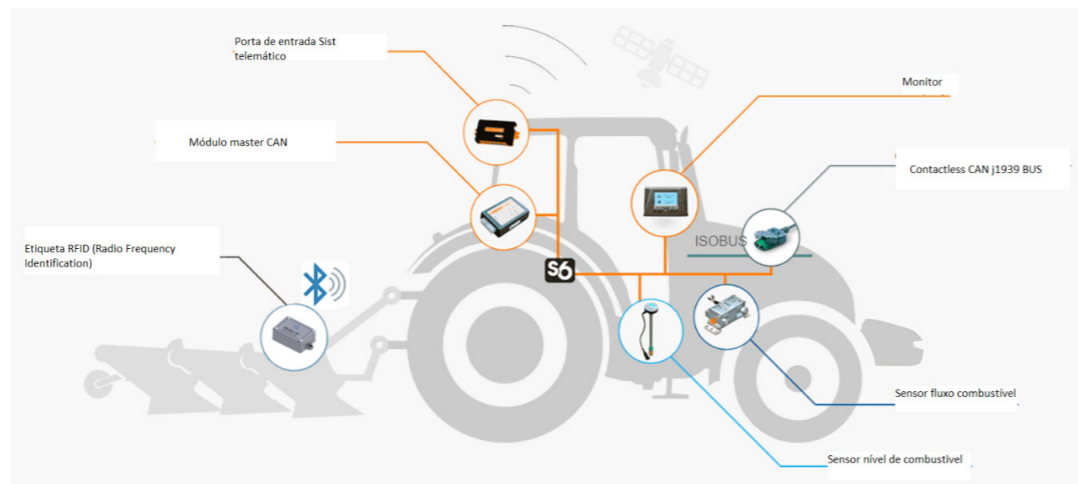 Porta de entrada Sist
telemático
Monitor
Módulo master CAN
Contactless CAN j1939 BUS
Etiqueta RFID (Radio Frequency
Identification)
ISOBUS
S6
Sensor fluxo combustível
Sensor nível de combustivel